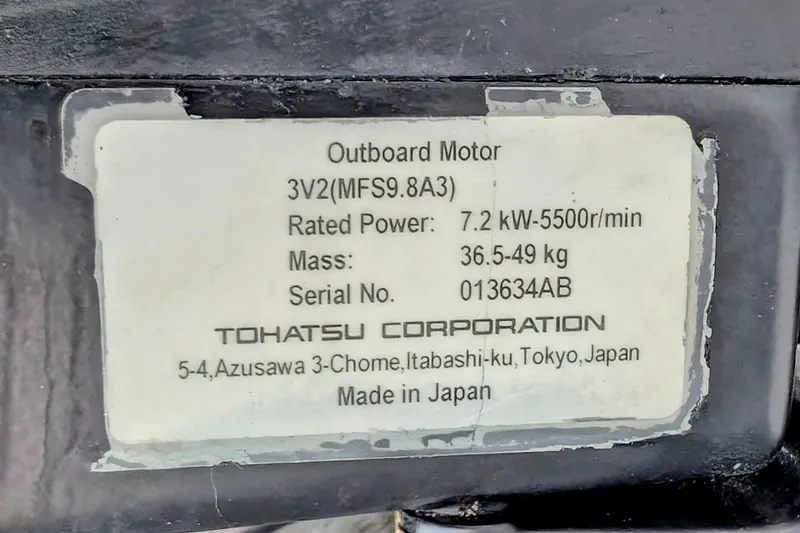 Outboard Motor
3V2(MFS9.8A3)
Rated Power: 7.2 kW-5500r/min
Mass: 36.5-49 kg
Serial No. 013634AB
TOHATSU CORPORATION
5-4,Azusawa 3-Chome,Itabashi-ku,Tokyo,Japan
Made in Japan